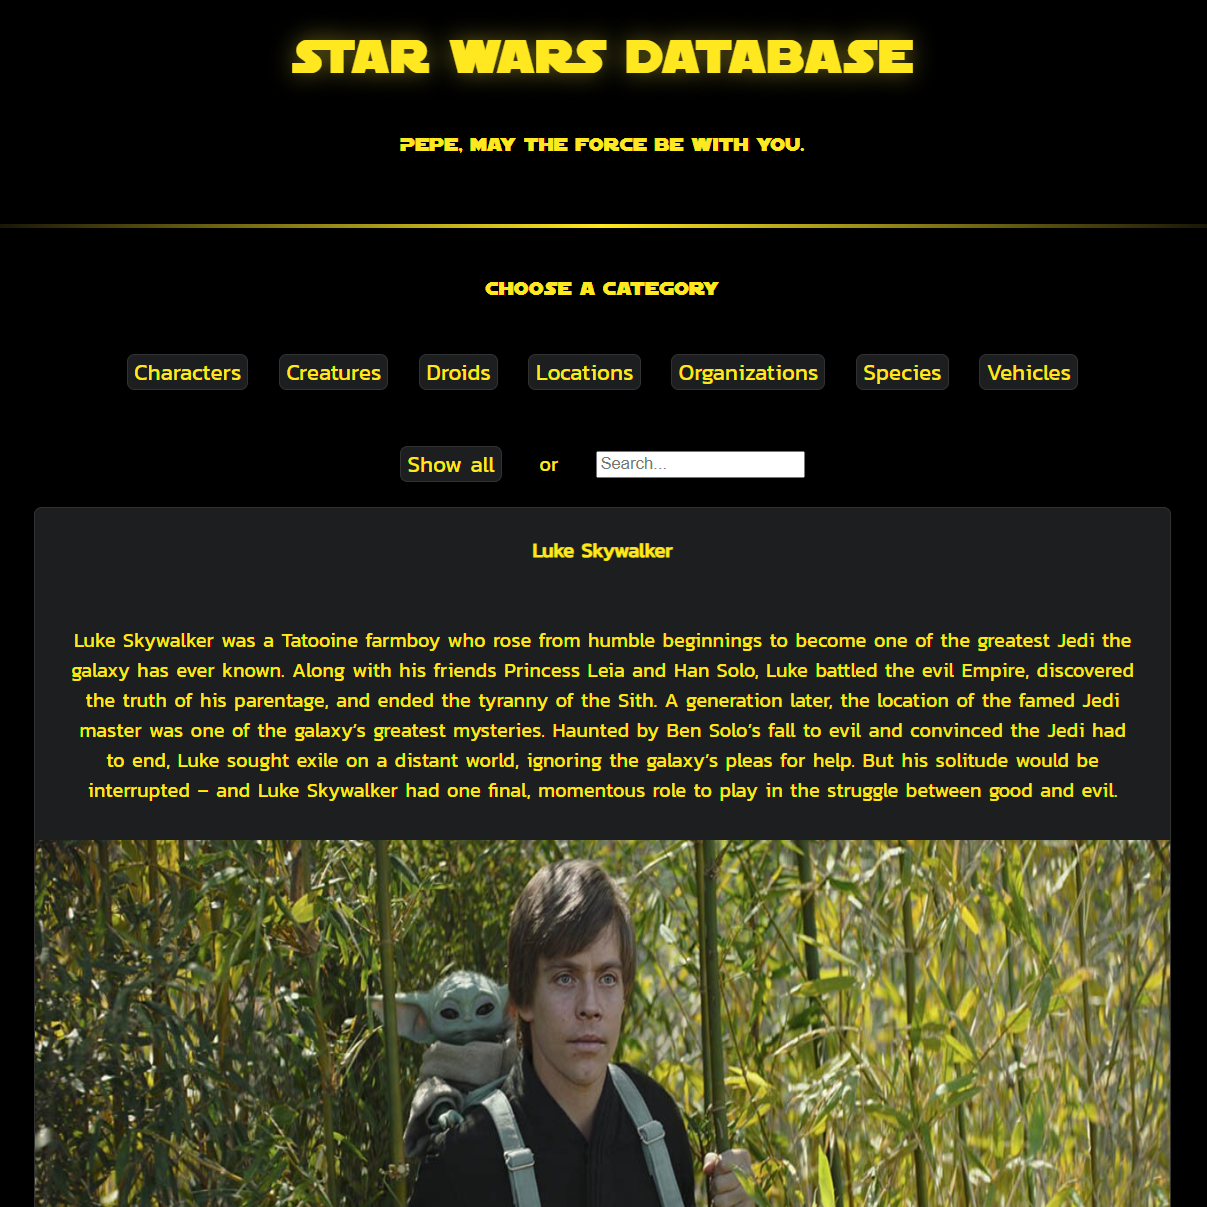 STAR WARS DATABASE
PEPE, MAY THE FORCE BE WITH YOU.
CHOOSE A CATEGORY
Characters Creatures Droids Locations Organizations Species Vehicles
Show all or Search...
Luke Skywalker
Luke Skywalker was a Tatooine farmboy who rose from humble beginnings to become one of the greatest Jedi the
galaxy has ever known. Along with his friends Princess Leia and Han Solo, Luke battled the evil Empire, discovered
the truth of his parentage, and ended the tyranny of the Sith. A generation later, the location of the famed Jedi
master was one of the galaxy’s greatest mysteries. Haunted by Ben Solo’s fall to evil and convinced the Jedi had
to end, Luke sought exile on a distant world, ignoring the galaxy’s pleas for help. But his solitude would be
interrupted – and Luke Skywalker had one final, momentous role to play in the struggle between good and evil.